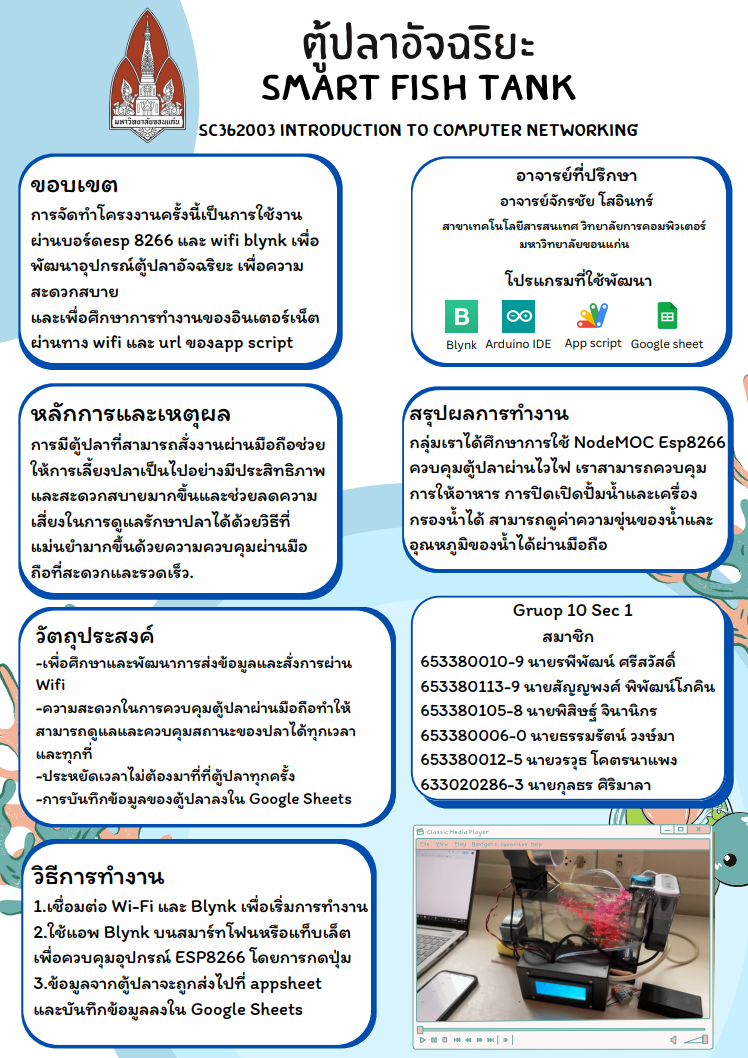 มหาวิทยาลัยขอนแก่น
ตู้ปลาอัจฉริยะ
SMART FISH TANK
SC362003 INTRODUCTION TO COMPUTER NETWORKING
ขอบเขต
การจัดทำโครงงานครั้งนี้เป็นการใช้งาน
ผ่านบอร์ดesp 8266 และ wifi blynk เพื่อ
พัฒนาอุปกรณ์ตู้ปลาอัจฉริยะ เพื่อความ
สะดวกสบาย
และเพื่อศึกษาการทำงานของอินเตอร์เน็ต
ผ่านทาง wifi และ url ของapp script
อาจารย์ที่ปรึกษา
อาจารย์จักรชัย โสอินทร์
สาขาเทคโนโลยีสารสนเทศ วิทยาลัยการคอมพิวเตอร์
มหาวิทยาลัยขอนแก่น
โปรแกรมที่ใช้พัฒนา
B
Blynk Arduino IDE App script Google sheet
หลักการและเหตุผล
การมีตู้ปลาที่สามารถสั่งงานผ่านมือถือช่วย
ให้การเลี้ยงปลาเป็นไปอย่างมีประสิทธิภาพ
และสะดวกสบายมากขึ้นและช่วยลดความ
เสี่ยงในการดูแลรักษาปลาได้ด้วยวิธีที่
แม่นยำมากขึ้นด้วยความควบคุมผ่านมือ
ถือที่สะดวกและรวดเร็ว.
สรุปผลการทำงาน
กลุ่มเราได้ศึกษาการใช้ NodeMOC Esp8266
ควบคุมตู้ปลาผ่านไวไฟ เราสามารถควบคุม
การให้อาหาร การปิดเปิดปั๊มน้ำและเครื่อง
กรองน้ำได้ สามารถดูค่าความขุ่นของน้ำและ
อุณหภูมิของน้ำได้ผ่านมือถือ
วัตถุประสงค์
-เพื่อศึกษาและพัฒนาการส่งข้อมูลและสั่งการผ่าน
Wifi
-ความสะดวกในการควบคุมตู้ปลาผ่านมือถือทำให้
สามารถดูแลและควบคุมสถานะของปลาได้ทุกเวลา
และทุกที่
-ประหยัดเวลาไม่ต้องมาที่ที่ตู้ปลาทุกครั้ง
-การบันทึกข้อมูลของตู้ปลาลงใน Google Sheets
Gruop 10 Sec 1
สมาชิก
653380010-9 นายรพีพัฒน์ ศรีสวัสดิ์
653380113-9 นายสัญญพงศ์ พิพัฒน์โภคิน
653380105-8 นายพิสิษฐ์ จินานิกร
653380006-0 นายธรรมรัตน์ วงษ์มา
653380012-5 นายวรวุธ โคตรนาแพง
633020286-3 นายกุลธร ศิริมาลา
วิธีการทำงาน
1.เชื่อมต่อ Wi-Fi และ Blynk เพื่อเริ่มการทำงาน
2.ใช้แอพ Blynk บนสมาร์ทโฟนหรือแท็บเล็ต
เพื่อควบคุมอุปกรณ์ ESP8266 โดยการกดปุ่ม
3.ข้อมูลจากตู้ปลาจะถูกส่งไปที่ appsheet
และบันทึกข้อมูลลงใน Google Sheets
Classic Media Player
File View Play Navigate Favorites Help